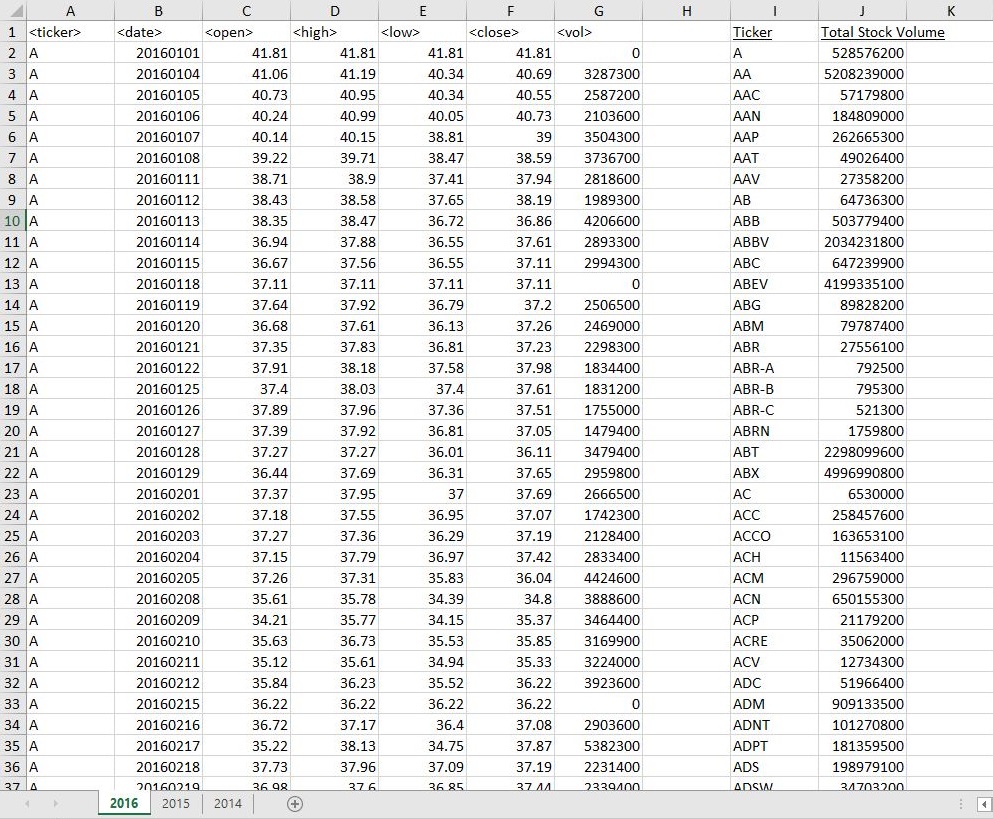 A B C D E F G H I J K
1 <ticker> <date> <open> <high> <low> <close> <vol> Ticker Total Stock Volume
2 A 20160101 41.81 41.81 41.81 41.81 0 A 528576200
3 A 20160104 41.06 41.19 40.34 40.69 3287300 AA 5208239000
4 A 20160105 40.73 40.95 40.34 40.55 2587200 AAC 57179800
5 A 20160106 40.24 40.99 40.05 40.73 2103600 AAN 184809000
6 A 20160107 40.14 40.15 38.81 39 3504300 AAP 262665300
7 A 20160108 39.22 39.71 38.47 38.59 3736700 AAT 49026400
8 A 20160111 38.71 38.9 37.41 37.94 2818600 AAV 27358200
9 A 20160112 38.43 38.58 37.65 38.19 1989300 AB 64736300
10 A 20160113 38.35 38.47 36.72 36.86 4206600 ABB 503779400
11 A 20160114 36.94 37.88 36.55 37.61 2893300 ABBV 2034231800
12 A 20160115 36.67 37.56 36.55 37.11 2994300 ABC 647239900
13 A 20160118 37.11 37.11 37.11 37.11 0 ABEV 4199335100
14 A 20160119 37.64 37.92 36.79 37.2 2506500 ABG 89828200
15 A 20160120 36.68 37.61 36.13 37.26 2469000 ABM 79787400
16 A 20160121 37.35 37.83 36.81 37.23 2298300 ABR 27556100
17 A 20160122 37.91 38.18 37.58 37.98 1834400 ABR-A 792500
18 A 20160125 37.4 38.03 37.4 37.61 1831200 ABR-B 795300
19 A 20160126 37.89 37.96 37.36 37.51 1755000 ABR-C 521300
20 A 20160127 37.39 37.92 36.81 37.05 1479400 ABRN 1759800
21 A 20160128 37.27 37.27 36.01 36.11 3479400 ABT 2298099600
22 A 20160129 36.44 37.69 36.31 37.65 2959800 ABX 4996990800
23 A 20160201 37.37 37.95 37 37.69 2666500 AC 6530000
24 A 20160202 37.18 37.55 36.95 37.07 1742300 ACC 258457600
25 A 20160203 37.27 37.36 36.29 37.19 2128400 ACCO 163653100
26 A 20160204 37.15 37.79 36.97 37.42 2833400 ACH 11563400
27 A 20160205 37.26 37.31 35.83 36.04 4424600 ACM 296759000
28 A 20160208 35.61 35.78 34.39 34.8 3888600 ACN 650155300
29 A 20160209 34.21 35.77 34.15 35.37 3464400 ACP 21179200
30 A 20160210 35.63 36.73 35.53 35.85 3169900 ACRE 35062000
31 A 20160211 35.12 35.61 34.94 35.33 3224000 ACV 12734300
32 A 20160212 35.84 36.23 35.52 36.22 3923600 ADC 51966400
33 A 20160215 36.22 36.22 36.22 36.22 0 ADM 909133500
34 A 20160216 36.72 37.17 36.4 37.08 2903600 ADNT 101270800
35 A 20160217 35.22 38.13 34.75 37.87 5382300 ADPT 181359500
36 A 20160218 37.73 37.96 37.09 37.19 2231400 ADS 198979100
37 A 20160219 36.98 37.6 36.85 37.44 2339400 ADSW 34703200
2016 2015 2014